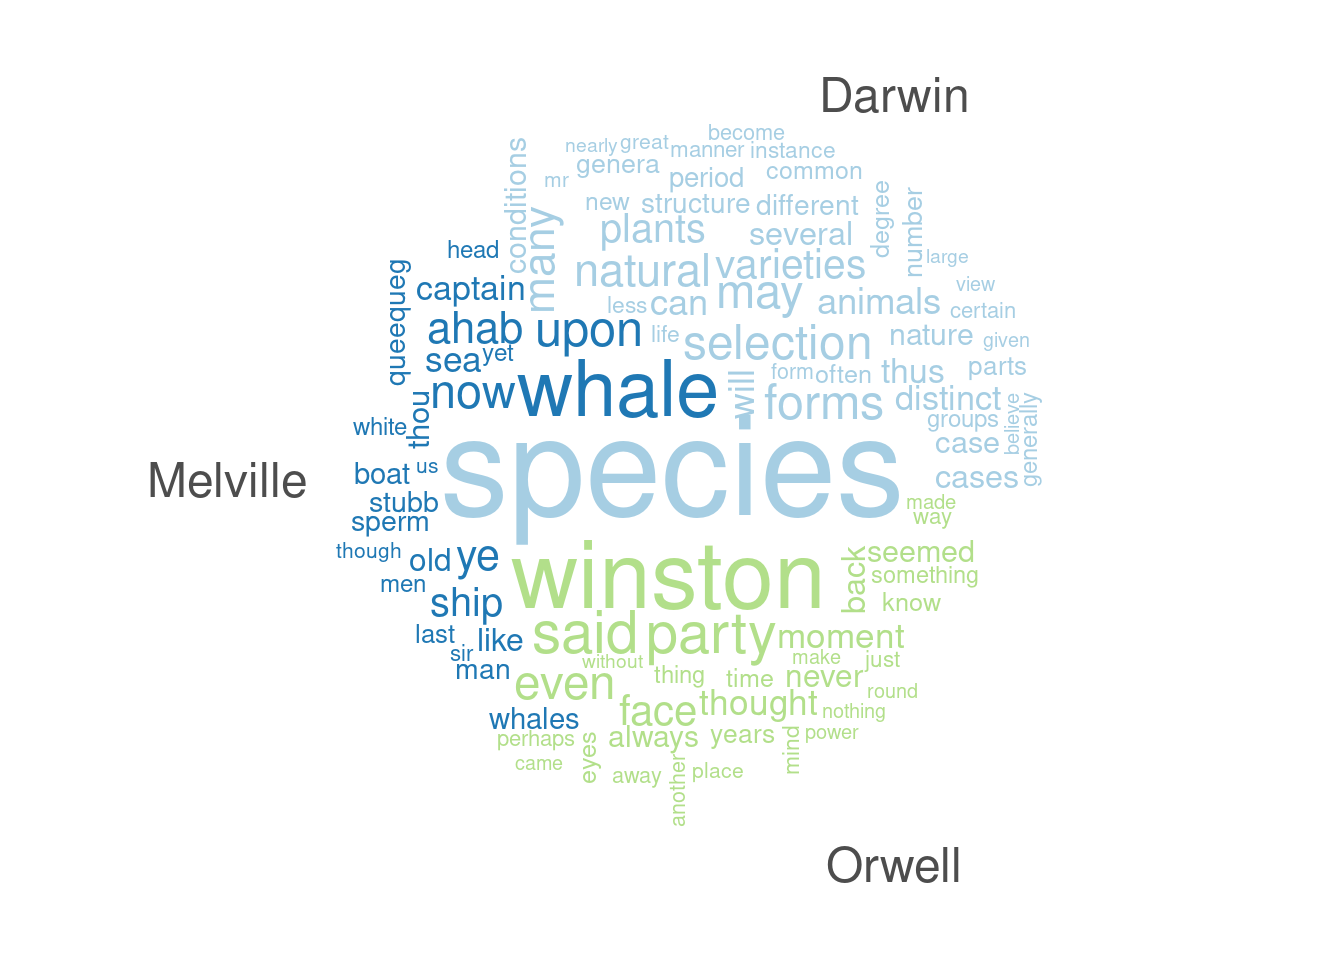 Darwin
become
nearly great manner instance
mr genera period common
conditions many new structure different degree number
plants several
head natural varieties large
queequeg captain less can may animals view
certain
ahab upon life selection nature given
sea yet form often thus parts
now whale will forms distinct
thou white groups believe generally
case
Melville boat us species cases
stubb made
sperm way
though old ye winston back seemed
men something
ship know
last like said party moment
sir without make just
man even thing time never round
whales face thought nothing
perhaps eyes always years mind power
came away another place
Orwell